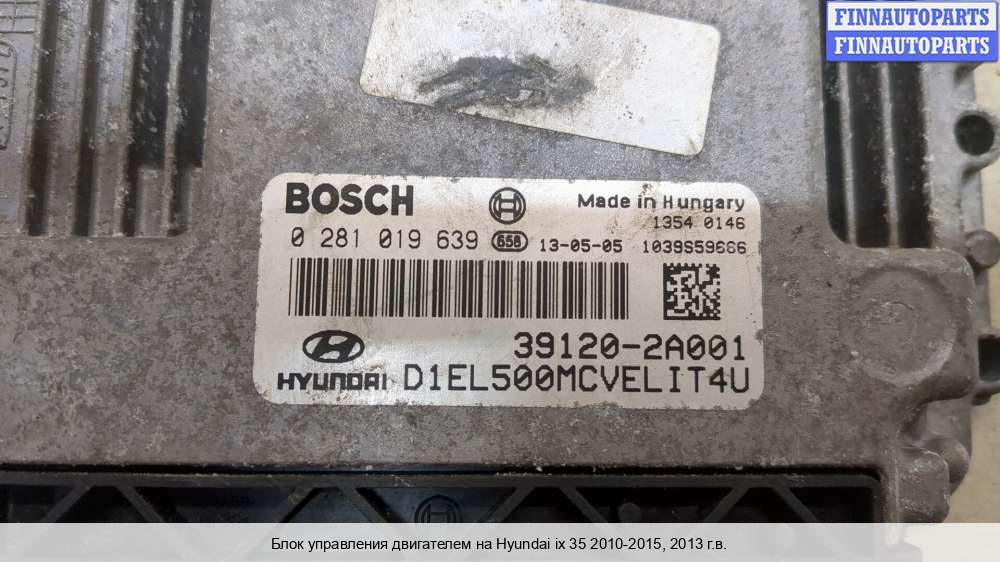 FINNAUTOPARTS
FINNAUTOPARTS
BOSCH
Made in Hungary
1354 0146
0 281 019 639 658 13-05-05 1039S59666
39120-2A001
HYUNDAI D1EL500MCVELIT4U
Блок управления двигателем на Hyundai ix 35 2010-2015, 2013 г.в.